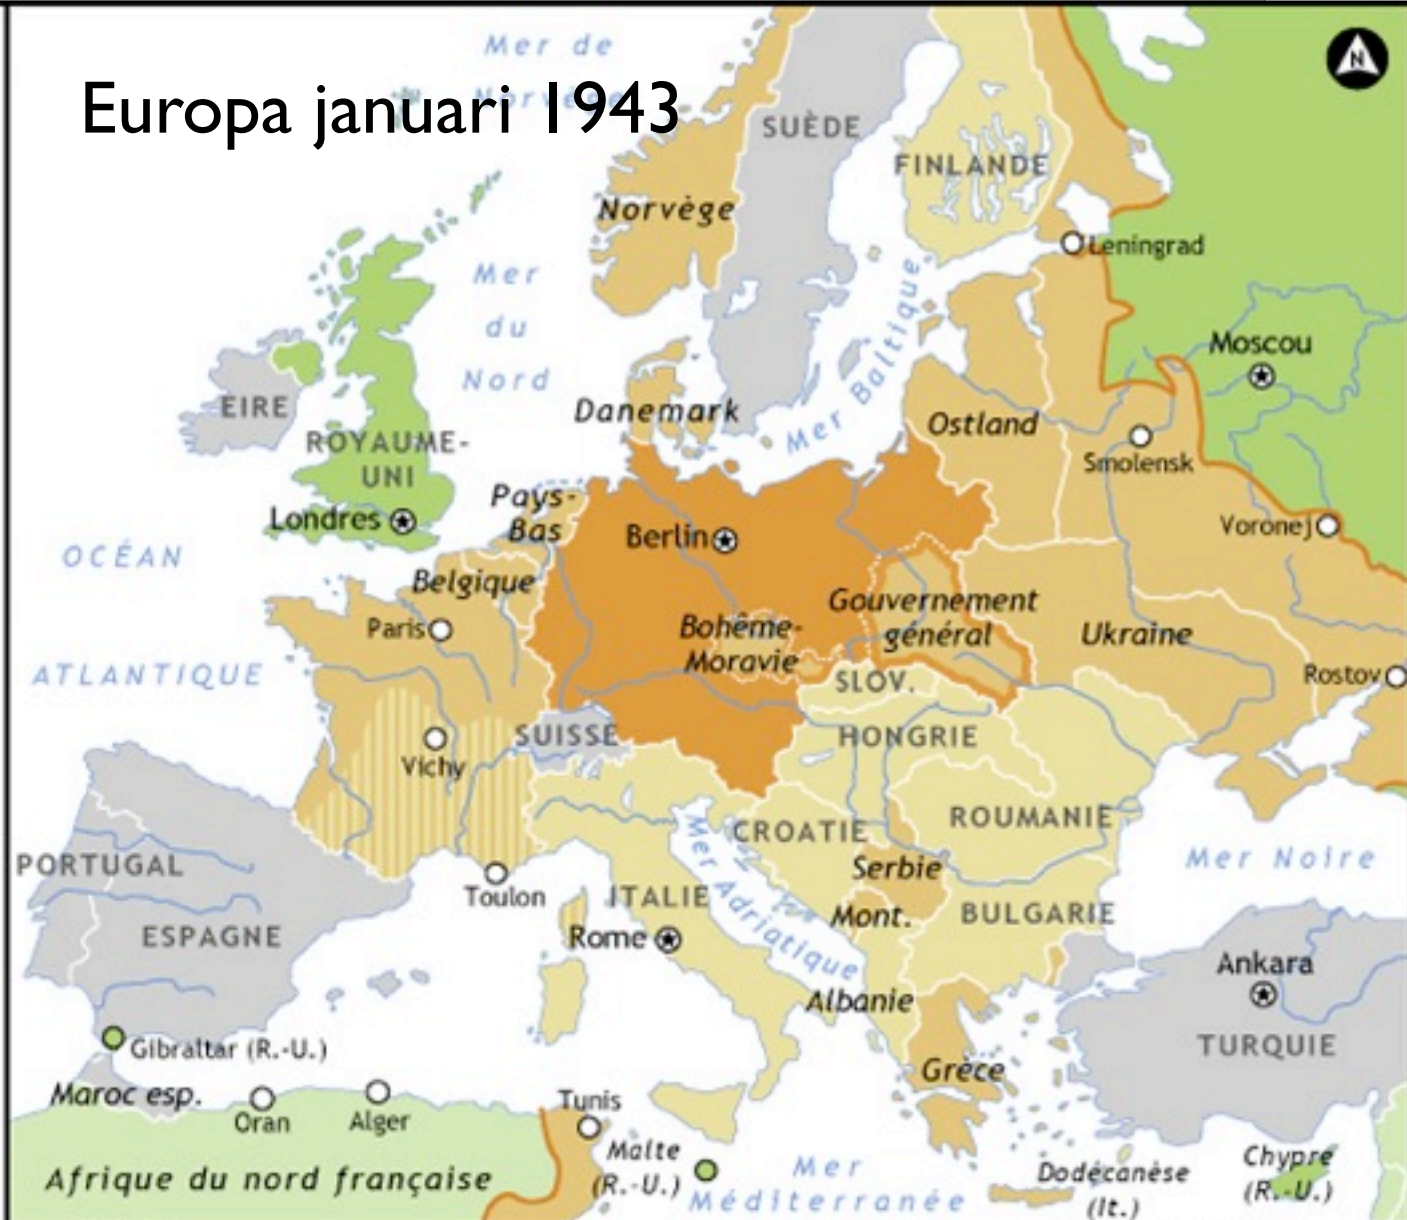 Mer de
Norvège
Europa januari 1943
N
SUÈDE
FINLANDE
Norvège
Leningrad
Mer
du
Nord
Moscou
Mer Baltique
EIRE
ROYAUME-
UNI
Londres
Danemark
Ostland
Smolensk
Pays-
Bas
Berlin
Voronej
OCÉAN
ATLANTIQUE
Belgique
Paris
Bohême-
Moravie
Gouvernement
général
Ukraine
Rostov
SLOV.
SUISSE
HONGRIE
Vichy
CROATIE
ROUMANIE
Mer Adriatique
Serbie
Mer Noire
PORTUGAL
ESPAGNE
Toulon
ITALIE
Rome
Mont.
BULGARIE
Ankara
TURQUIE
Albanie
Grèce
Gibraltar (R.-U.)
Maroc esp.
Oran
Alger
Tunis
Malte
(R.-U.)
Mer
Méditerranée
Dodécanèse
(It.)
Chypre
(R.-U.)
Afrique du nord française